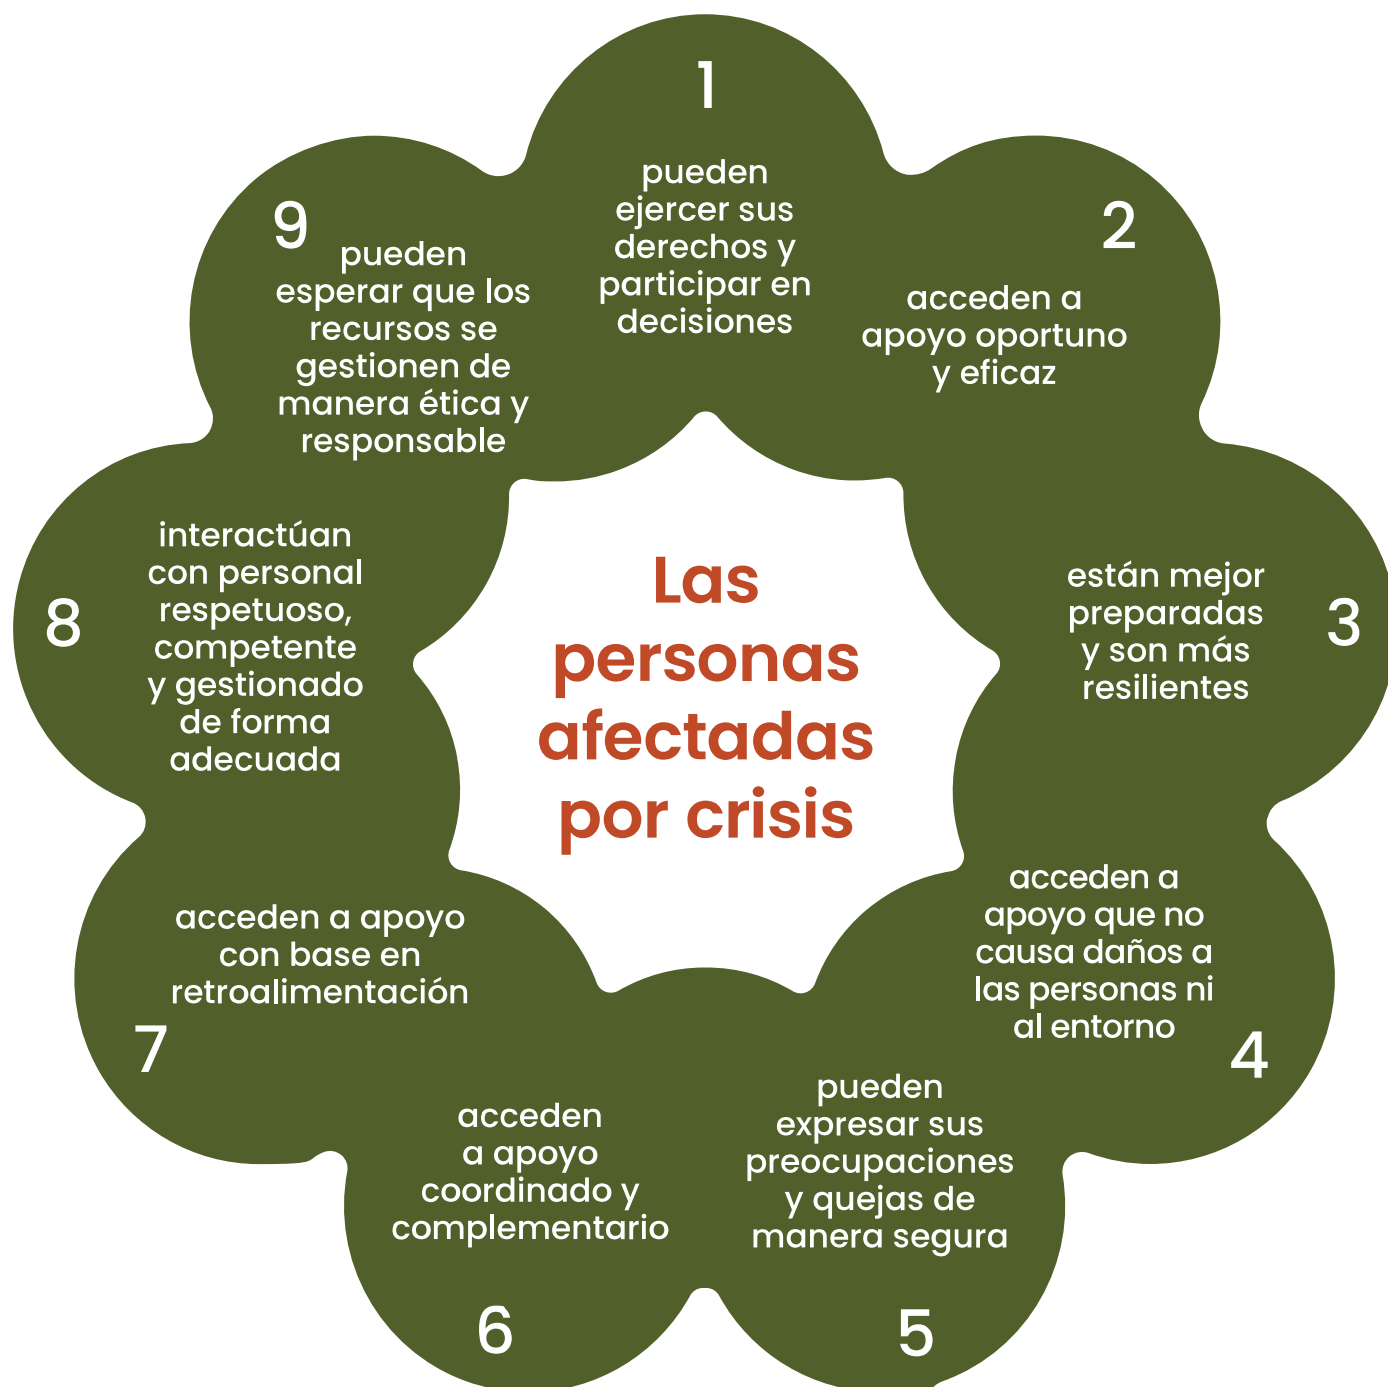 Las
personas
afectadas
por crisis
1
pueden
ejercer sus
derechos y
participar en
decisiones
2
acceden a
apoyo oportuno
y eficaz
3
están mejor
preparadas
y son más
resilientes
4
acceden a
apoyo que no
causa daños a
las personas ni
al entorno
5
pueden
expresar sus
preocupaciones
y quejas de
manera segura
6
acceden
a apoyo
coordinado y
complementario
7
acceden a apoyo
con base en
retroalimentación
8
interactúan
con personal
respetuoso,
competente
y gestionado
de forma
adecuada
9
pueden
esperar que los
recursos se
gestionen de
manera ética y
responsable